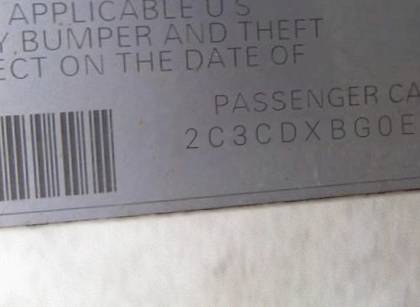 APPLICABLE U S
Y, BUMPER AND THEFT
ECT ON THE DATE OF
PASSENGER CA
2C3CDXBG0E